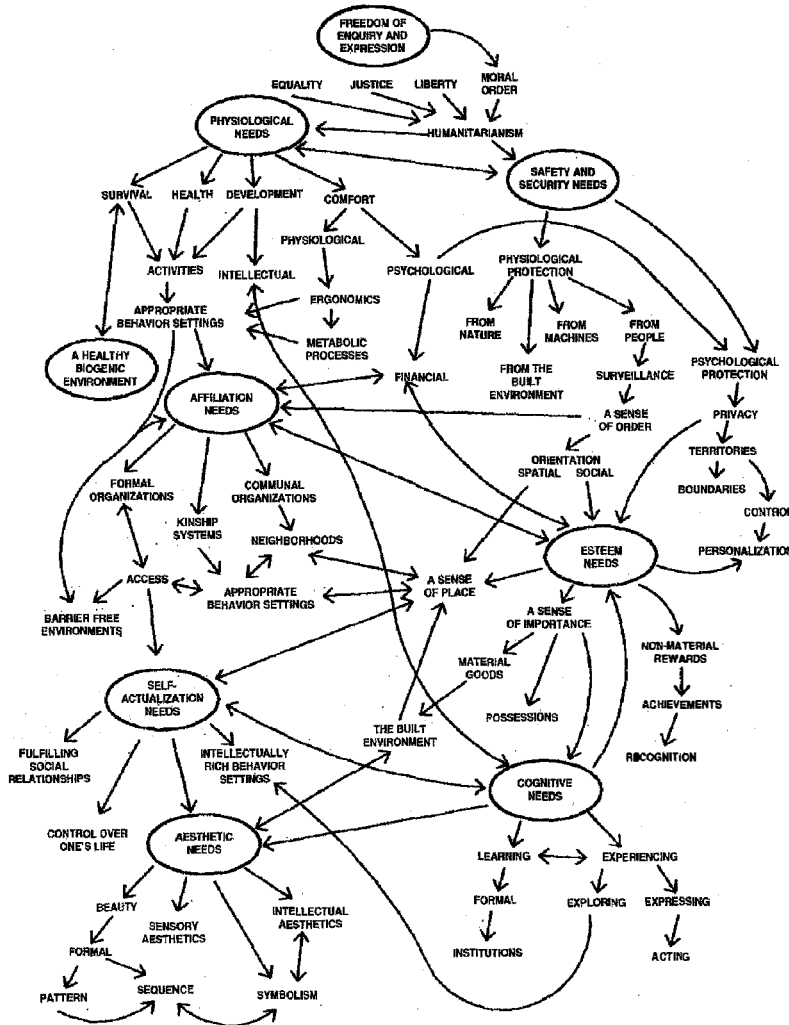 FREEDOM OF
ENQUIRY AND
EXPRESSION
EQUALITY
JUSTICE
LIBERTY
MORAL
ORDER
PHYSIOLOGICAL
NEEDS
HUMANITARIANISM
SAFETY AND
SECURITY NEEDS
SURVIVAL
HEALTH
DEVELOPMENT
COMFORT
PHYSIOLOGICAL
ACTIVITIES
INTELLECTUAL
PSYCHOLOGICAL
PHYSIOLOGICAL
PROTECTION
APPROPRIATE
BEHAVIOR SETTINGS
ERGONOMICS
METABOLIC
PROCESSES
FROM
NATURE
FROM
MACHINES
FROM
PEOPLE
A HEALTHY
BIOGENIC
ENVIRONMENT
FINANCIAL
FROM THE
BUILT
ENVIRONMENT
SURVEILLANCE
PSYCHOLOGICAL
PROTECTION
AFFILIATION
NEEDS
A SENSE
OF ORDER
PRIVACY
TERRITORIES
ORIENTATION
SPATIAL SOCIAL
BOUNDARIES
CONTROL
PERSONALIZATION
FORMAL
ORGANIZATIONS
COMMUNAL
ORGANIZATIONS
KINSHIP
SYSTEMS
NEIGHBORHOODS
ESTEEM
NEEDS
ACCESS
APPROPRIATE
BEHAVIOR SETTINGS
A SENSE
OF PLACE
BARRIER FREE
ENVIRONMENTS
A SENSE
OF IMPORTANCE
NON-MATERIAL
REWARDS
MATERIAL
GOODS
ACHIEVEMENTS
SELF-
ACTUALIZATION
NEEDS
POSSESSIONS
THE BUILT
ENVIRONMENT
RECOGNITION
FULFILLING
SOCIAL
RELATIONSHIPS
INTELLECTUALLY
RICH BEHAVIOR
SETTINGS
COGNITIVE
NEEDS
CONTROL OVER
ONE'S LIFE
AESTHETIC
NEEDS
LEARNING
EXPERIENCING
BEAUTY
SENSORY
AESTHETICS
INTELLECTUAL
AESTHETICS
FORMAL
EXPLORING
EXPRESSING
FORMAL
INSTITUTIONS
ACTING
PATTERN
SEQUENCE
SYMBOLISM